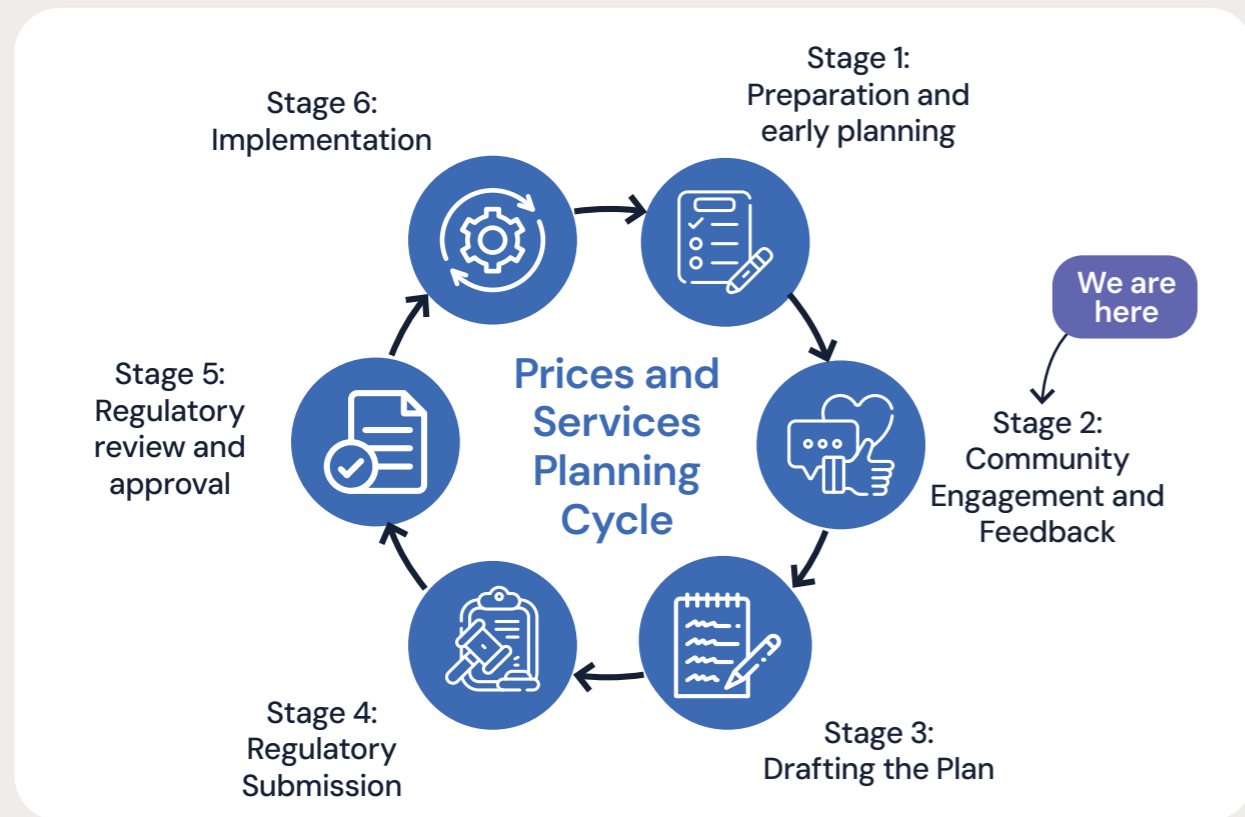 Prices and
Services
Planning
Cycle
Stage 1:
Preparation and
early planning
We are
here
Stage 2:
Community
Engagement and
Feedback
Stage 3:
Drafting the Plan
Stage 4:
Regulatory
Submission
Stage 5:
Regulatory
review and
approval
Stage 6:
Implementation